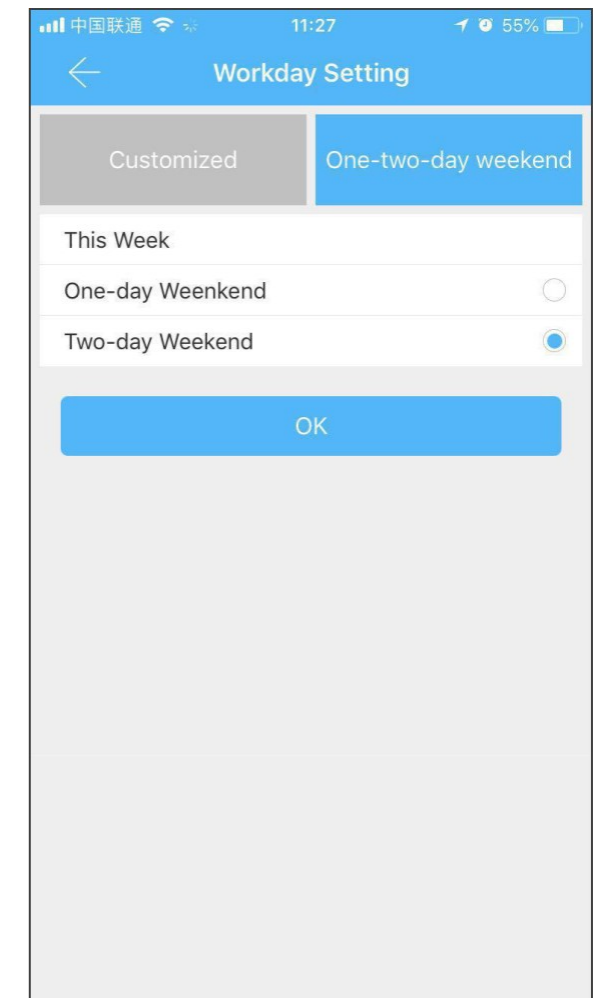 中国联通 11:27 55%
Workday Setting
Customized One-two-day weekend
This Week
One-day Weenkend
Two-day Weekend
OK